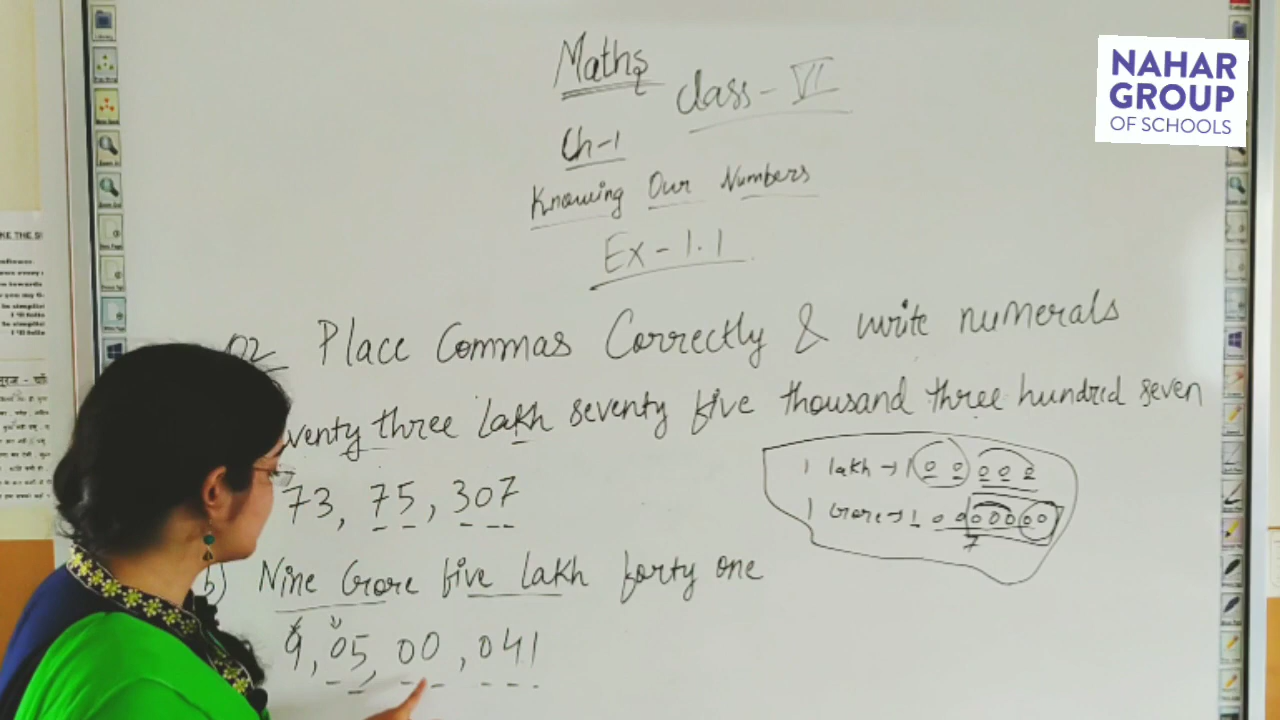 NAHAR
GROUP
OF SCHOOLS
Maths
Class - VI
Ch-1
Knowing Our Numbers
Ex - 1.1
Q2 Place Commas Correctly & write numerals
venty three lakh seventy five thousand three hundred seven
73, 75, 307
1 lakh → 1 0 0 0 0 0
1 Crore → 1 0 0 0 0 0 0 0
7
b) Nine Crore five lakh forty one
9, 05, 00, 041